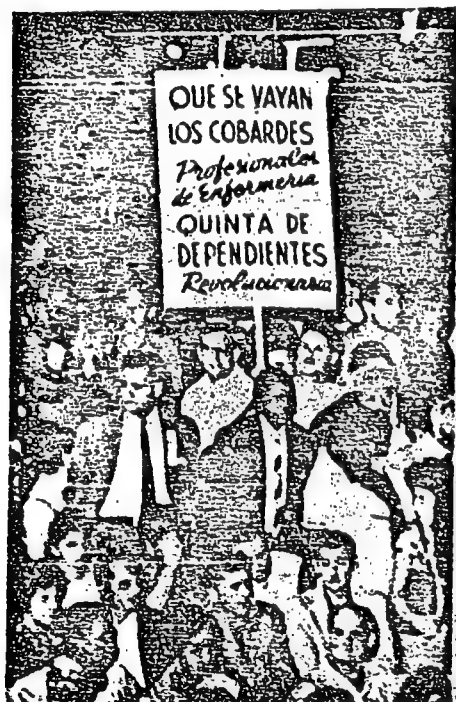 QUE SE VAYAN
LOS COBARDES
Profesionales
de Enfermeria
QUINTA DE
DEPENDIENTES
Revolucionaria